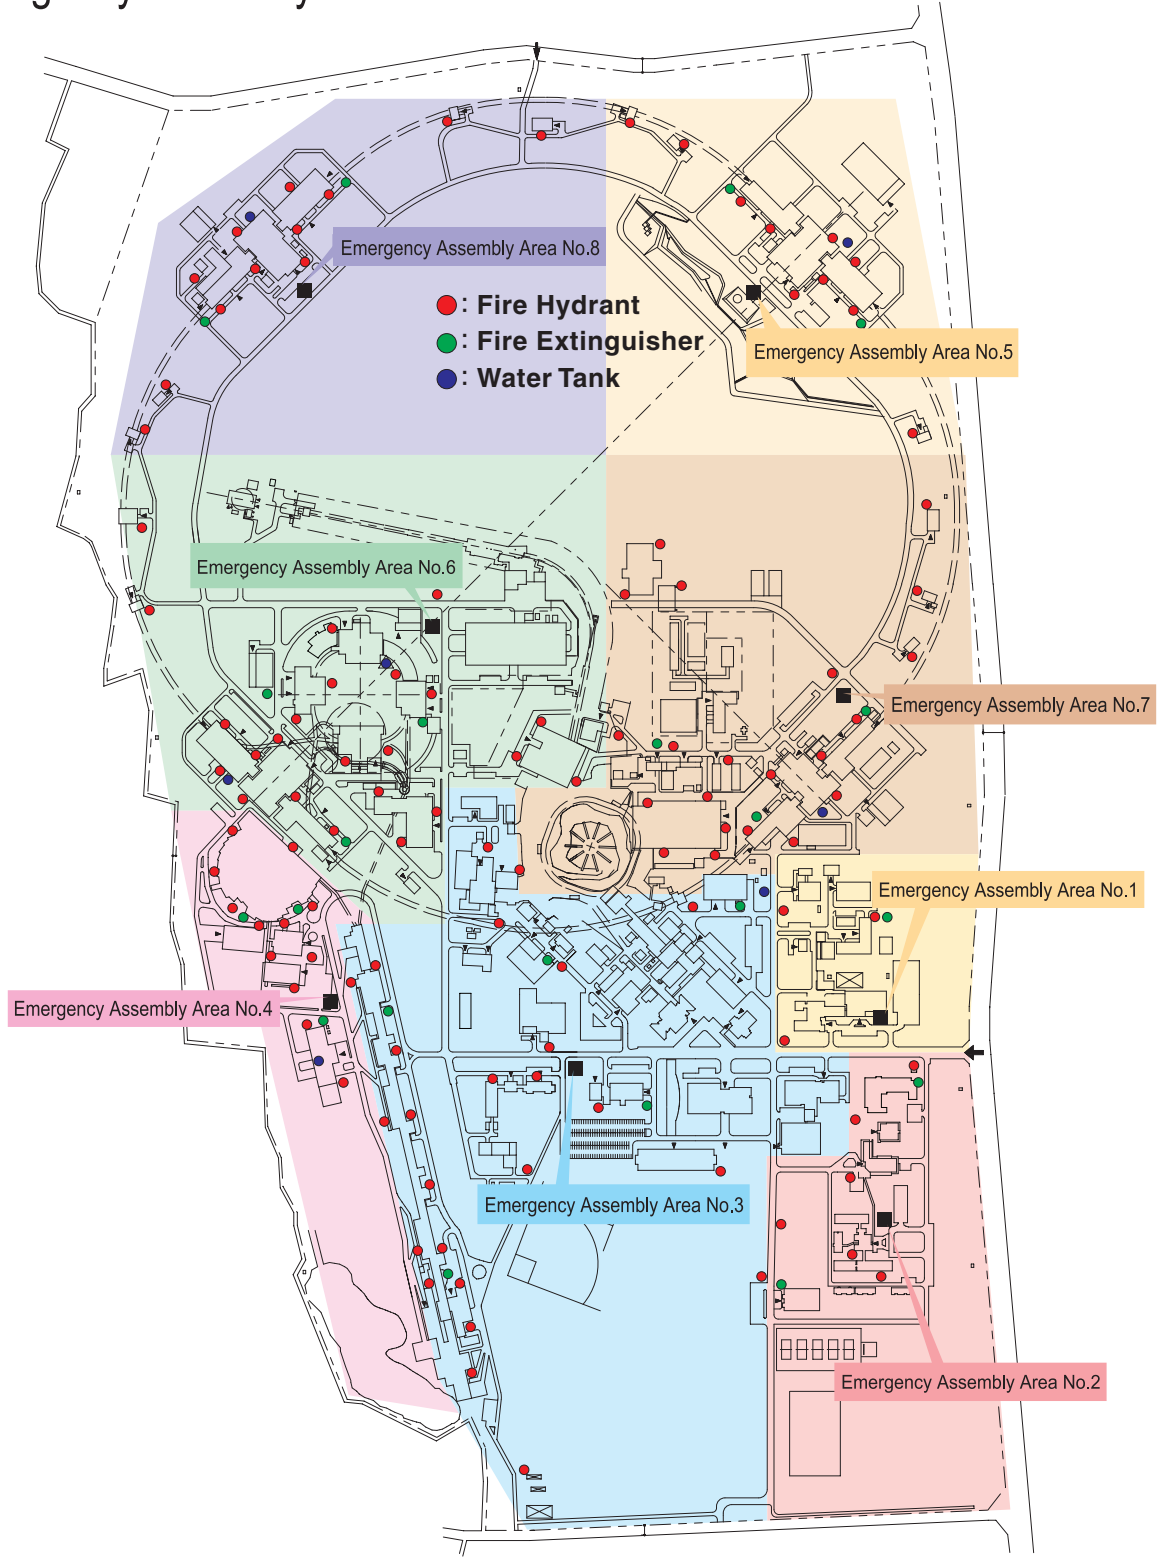 Emergency Assembly Area No.8
: Fire Hydrant
: Fire Extinguisher
: Water Tank
Emergency Assembly Area No.5
Emergency Assembly Area No.6
Emergency Assembly Area No.7
Emergency Assembly Area No.1
Emergency Assembly Area No.4
Emergency Assembly Area No.3
Emergency Assembly Area No.2